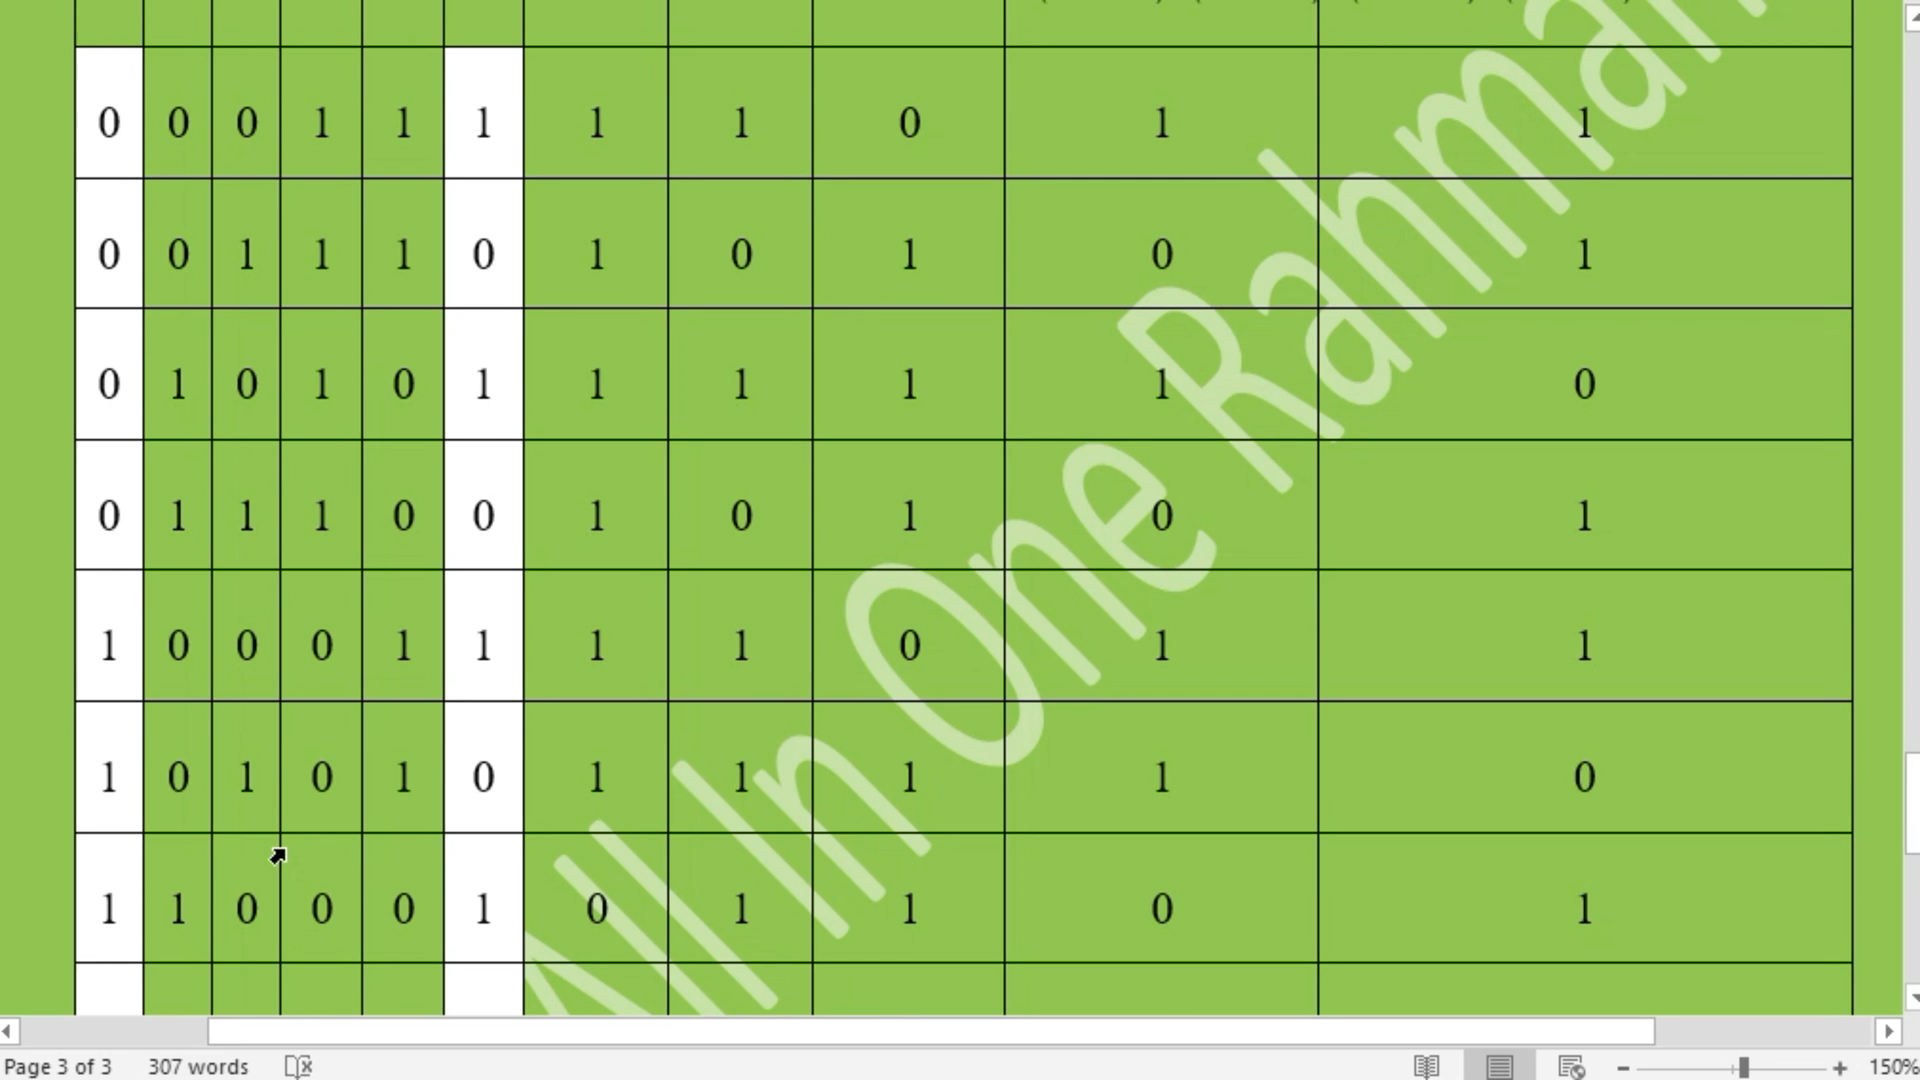 0 0 0 1 1 1 1 1 0 1 1
0 0 1 1 1 0 1 0 1 0 1
0 1 0 1 0 1 1 1 1 1 0
0 1 1 1 0 0 1 0 1 0 1
1 0 0 0 1 1 1 1 0 1 1
1 0 1 0 1 0 1 1 1 1 0
1 1 0 0 0 1 0 1 1 0 1
All In One Rahman
Page 3 of 3 307 words 150%